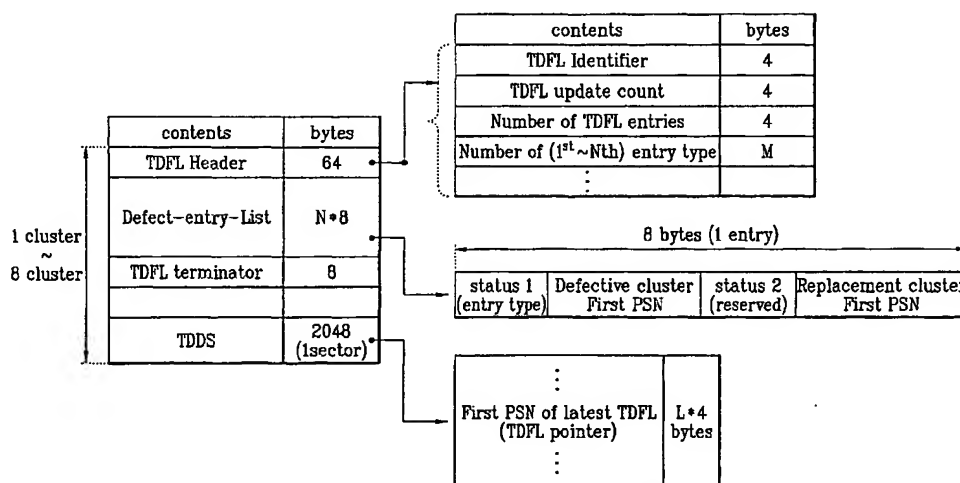 contents bytes
TDFL Identifier 4
TDFL update count 4
Number of TDFL entries 4
Number of (1st~Nth) entry type M
⋮
contents bytes
TDFL Header 64
Defect-entry-List N*8
TDFL terminator 8
TDDS 2048
(1sector)
1 cluster
~
8 cluster
8 bytes (1 entry)
status 1 Defective cluster status 2 Replacement cluster
(entry type) First PSN (reserved) First PSN
⋮
First PSN of latest TDFL L*4
(TDFL pointer) bytes
⋮